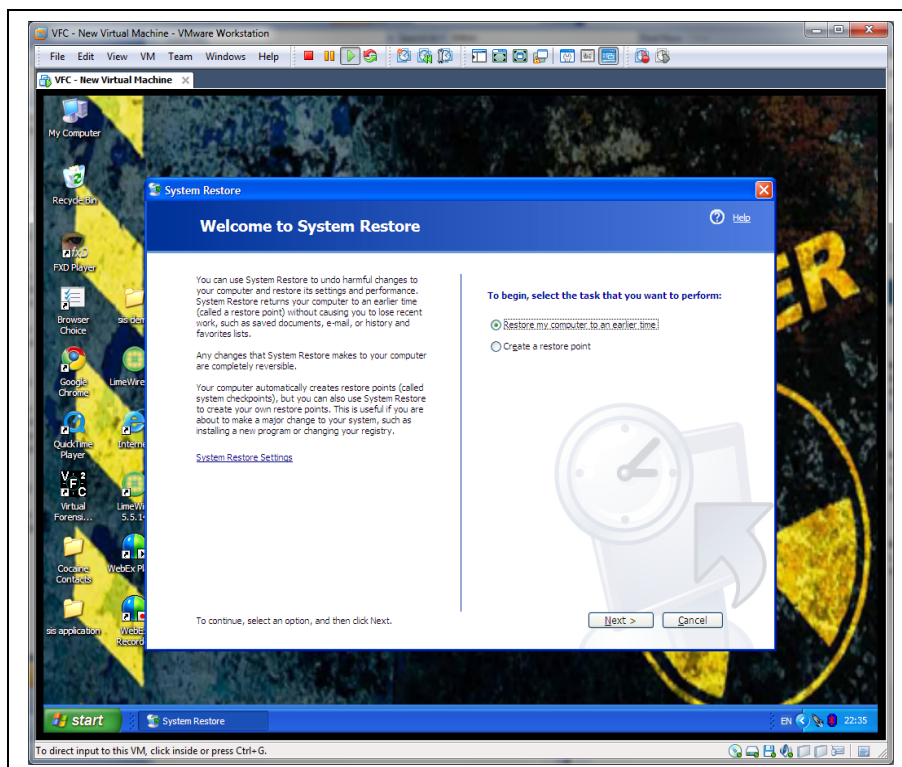 VFC - New Virtual Machine - VMware Workstation
File Edit View VM Team Windows Help
VFC - New Virtual Machine
My Computer
Recycle Bin
FXD Player
Browser
Choice
sis den
Google
Chrome
LimeWire
QuickTime
Player
Interne
Virtual
Forensi...
LimeWi
5.5.1
Cocaine
Contacts
WebEx Pl
sis application
WebE
Record
System Restore
Welcome to System Restore
Help
You can use System Restore to undo harmful changes to
your computer and restore its settings and performance.
System Restore returns your computer to an earlier time
(called a restore point) without causing you to lose recent
work, such as saved documents, e-mail, or history and
favorites lists.
Any changes that System Restore makes to your computer
are completely reversible.
Your computer automatically creates restore points (called
system checkpoints), but you can also use System Restore
to create your own restore points. This is useful if you are
about to make a major change to your system, such as
installing a new program or changing your registry.
System Restore Settings
To begin, select the task that you want to perform:
Restore my computer to an earlier time
Create a restore point
To continue, select an option, and then click Next.
Next >
Cancel
start
System Restore
EN
22:35
To direct input to this VM, click inside or press Ctrl+G.